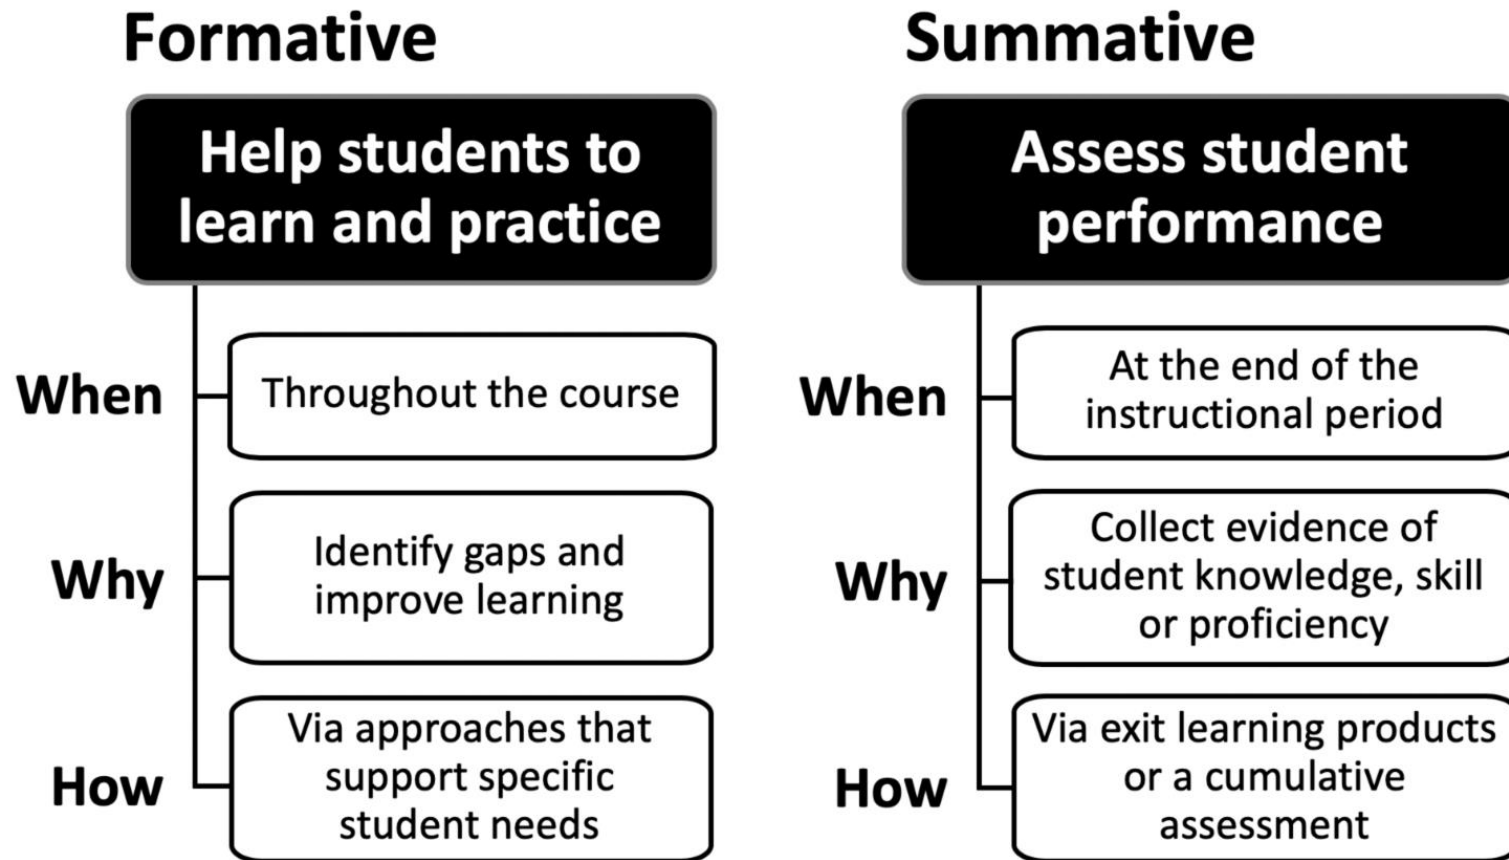 Formative
Help students to
learn and practice
When
Throughout the course
Why
Identify gaps and
improve learning
How
Via approaches that
support specific
student needs
Summative
Assess student
performance
When
At the end of the
instructional period
Why
Collect evidence of
student knowledge, skill
or proficiency
How
Via exit learning products
or a cumulative
assessment